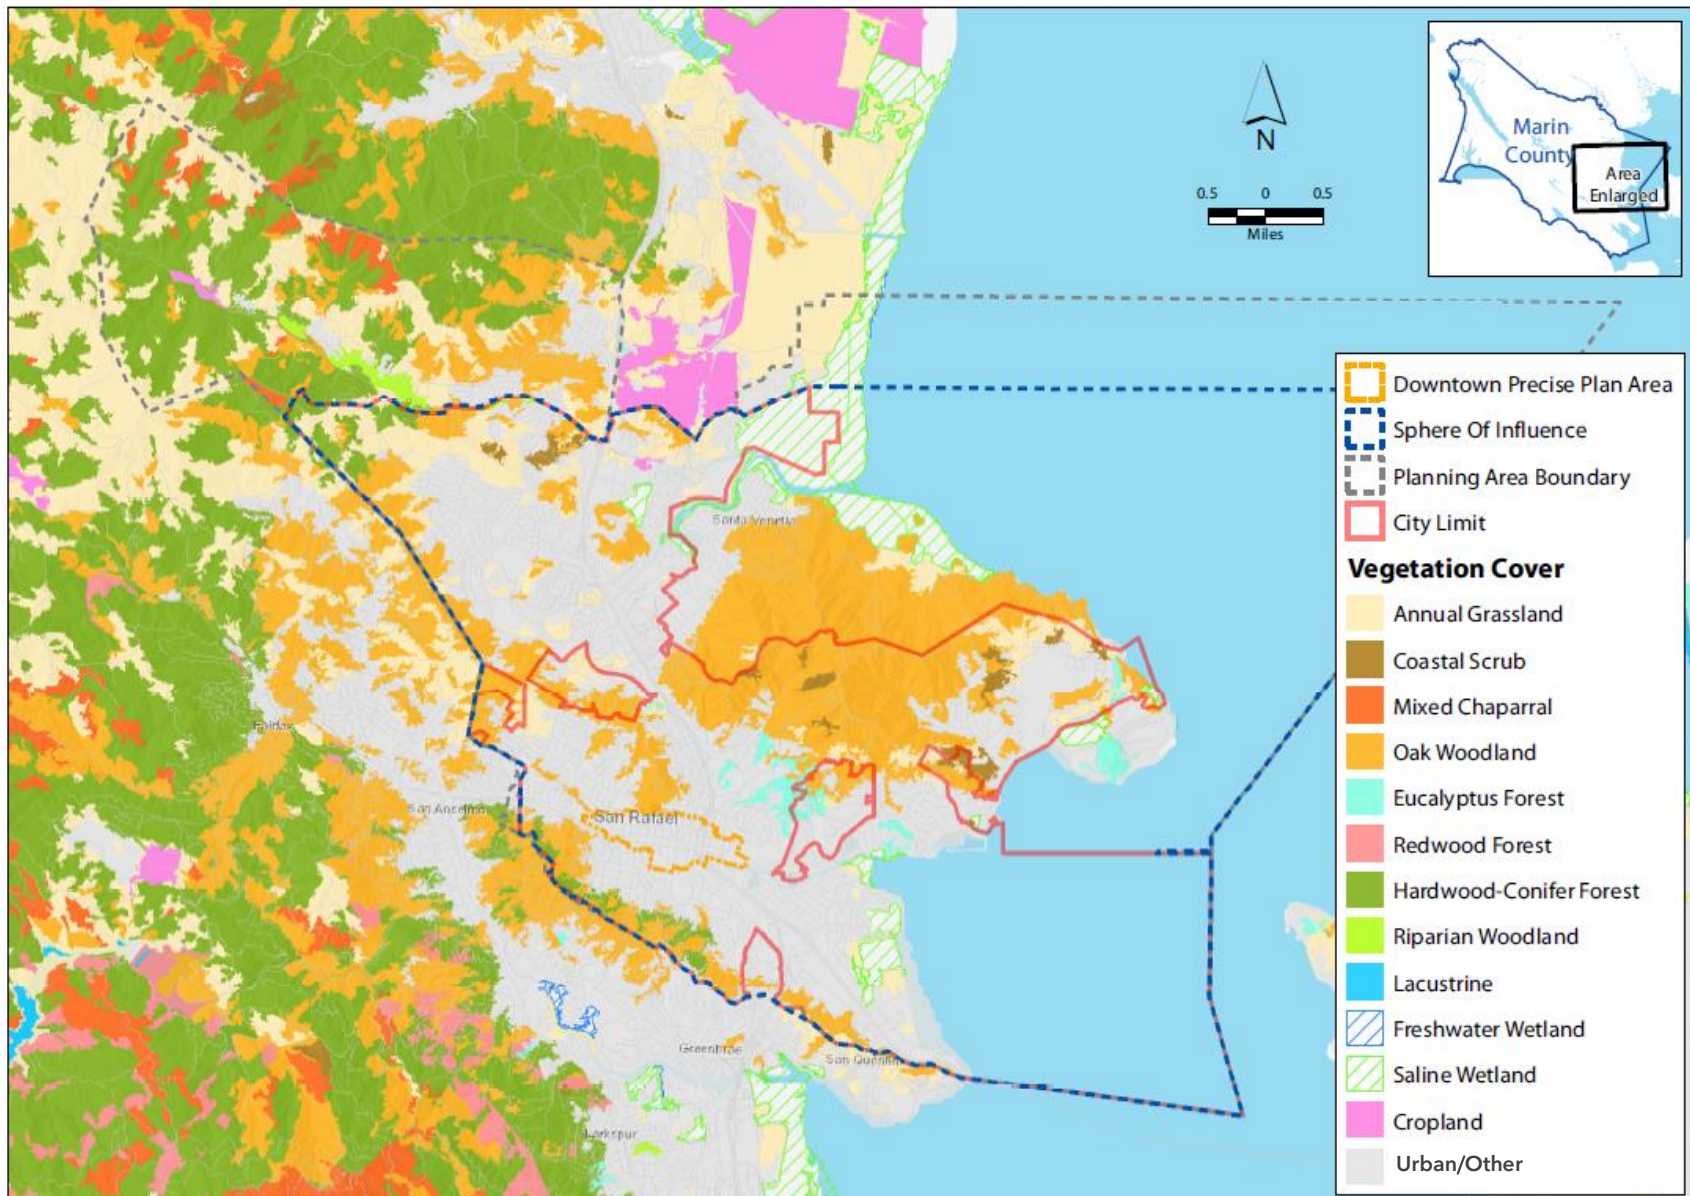 N
0.5 0 0.5
Miles
Marin
County
Area
Enlarged
Santa Venetia
Fairfax
San Anselmo
San Rafael
Greenbrae
San Quentin
Larkspur
Downtown Precise Plan Area
Sphere Of Influence
Planning Area Boundary
City Limit
Vegetation Cover
Annual Grassland
Coastal Scrub
Mixed Chaparral
Oak Woodland
Eucalyptus Forest
Redwood Forest
Hardwood-Conifer Forest
Riparian Woodland
Lacustrine
Freshwater Wetland
Saline Wetland
Cropland
Urban/Other